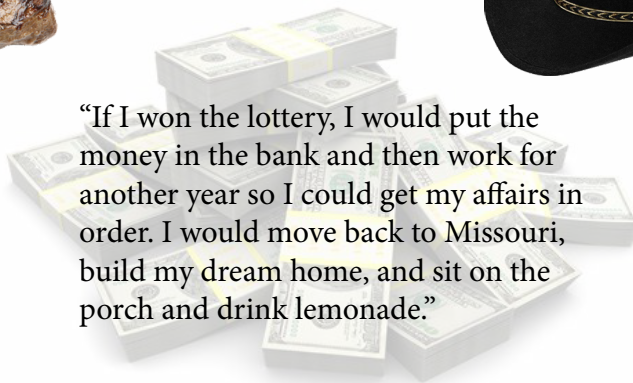 “If I won the lottery, I would put the
money in the bank and then work for
another year so I could get my affairs in
order. I would move back to Missouri,
build my dream home, and sit on the
porch and drink lemonade.”